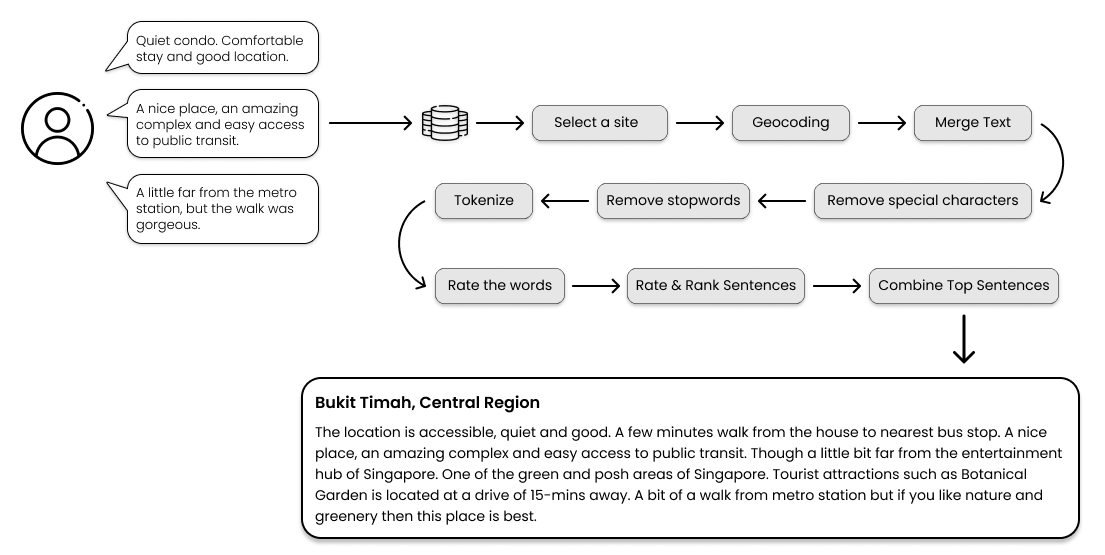 Quiet condo. Comfortable
stay and good location.
A nice place, an amazing
complex and easy access
to public transit.
A little far from the metro
station, but the walk was
gorgeous.
Select a site
Geocoding
Merge Text
Remove special characters
Remove stopwords
Tokenize
Rate the words
Rate & Rank Sentences
Combine Top Sentences
Bukit Timah, Central Region
The location is accessible, quiet and good. A few minutes walk from the house to nearest bus stop. A nice
place, an amazing complex and easy access to public transit. Though a little bit far from the entertainment
hub of Singapore. One of the green and posh areas of Singapore. Tourist attractions such as Botanical
Garden is located at a drive of 15-mins away. A bit of a walk from metro station but if you like nature and
greenery then this place is best.